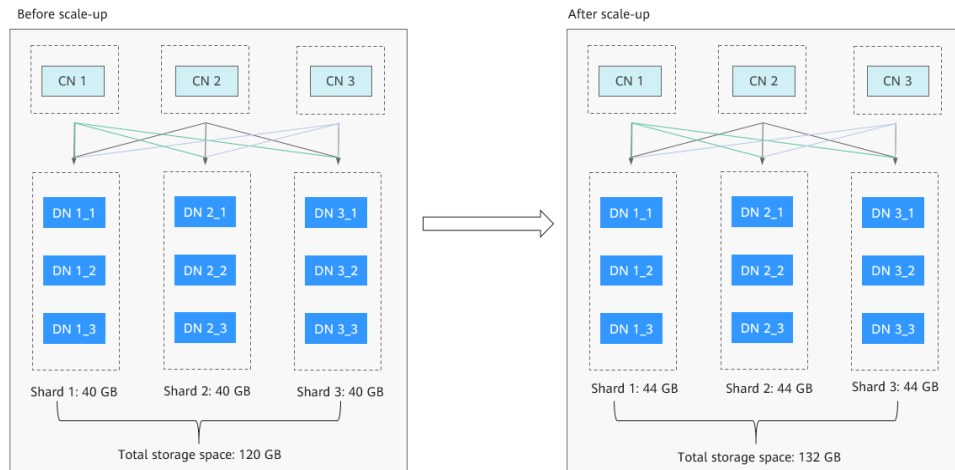 Before scale-up
CN 1
CN 2
CN 3
DN 1_1
DN 2_1
DN 3_1
DN 1_2
DN 2_2
DN 3_2
DN 1_3
DN 2_3
DN 3_3
Shard 1: 40 GB
Shard 2: 40 GB
Shard 3: 40 GB
Total storage space: 120 GB
After scale-up
CN 1
CN 2
CN 3
DN 1_1
DN 2_1
DN 3_1
DN 1_2
DN 2_2
DN 3_2
DN 1_3
DN 2_3
DN 3_3
Shard 1: 44 GB
Shard 2: 44 GB
Shard 3: 44 GB
Total storage space: 132 GB